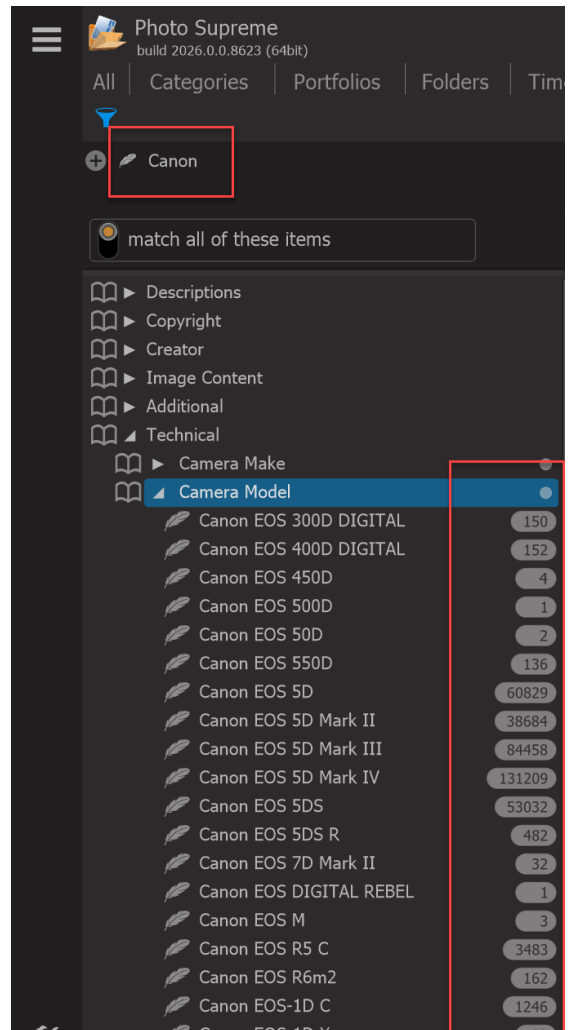 Photo Supreme
build 2026.0.0.8623 (64bit)
All Categories Portfolios Folders
Canon
match all of these items
Descriptions
Copyright
Creator
Image Content
Additional
Technical
Camera Make
Camera Model
Canon EOS 300D DIGITAL 150
Canon EOS 400D DIGITAL 152
Canon EOS 450D 4
Canon EOS 500D 1
Canon EOS 50D 2
Canon EOS 550D 136
Canon EOS 5D 60829
Canon EOS 5D Mark II 38684
Canon EOS 5D Mark III 84458
Canon EOS 5D Mark IV 131209
Canon EOS 5DS 53032
Canon EOS 5DS R 482
Canon EOS 7D Mark II 32
Canon EOS DIGITAL REBEL 1
Canon EOS M 3
Canon EOS R5 C 3483
Canon EOS R6m2 162
Canon EOS-1D C 1246